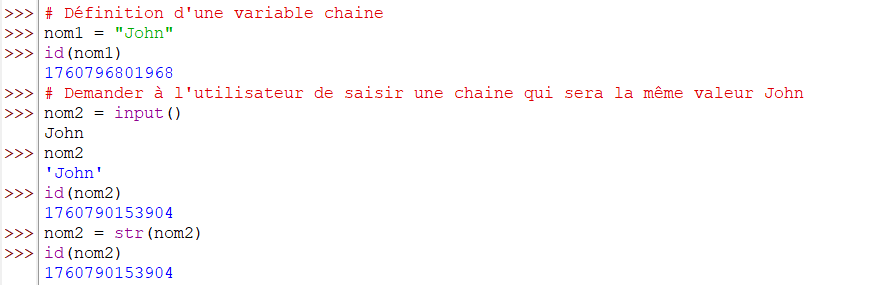 >>> # Définition d'une variable chaine
>>> nom1 = "John"
>>> id(nom1)
1760796801968
>>> # Demander à l'utilisateur de saisir une chaine qui sera la même valeur John
>>> nom2 = input()
John
>>> nom2
'John'
>>> id(nom2)
1760790153904
>>> nom2 = str(nom2)
>>> id(nom2)
1760790153904